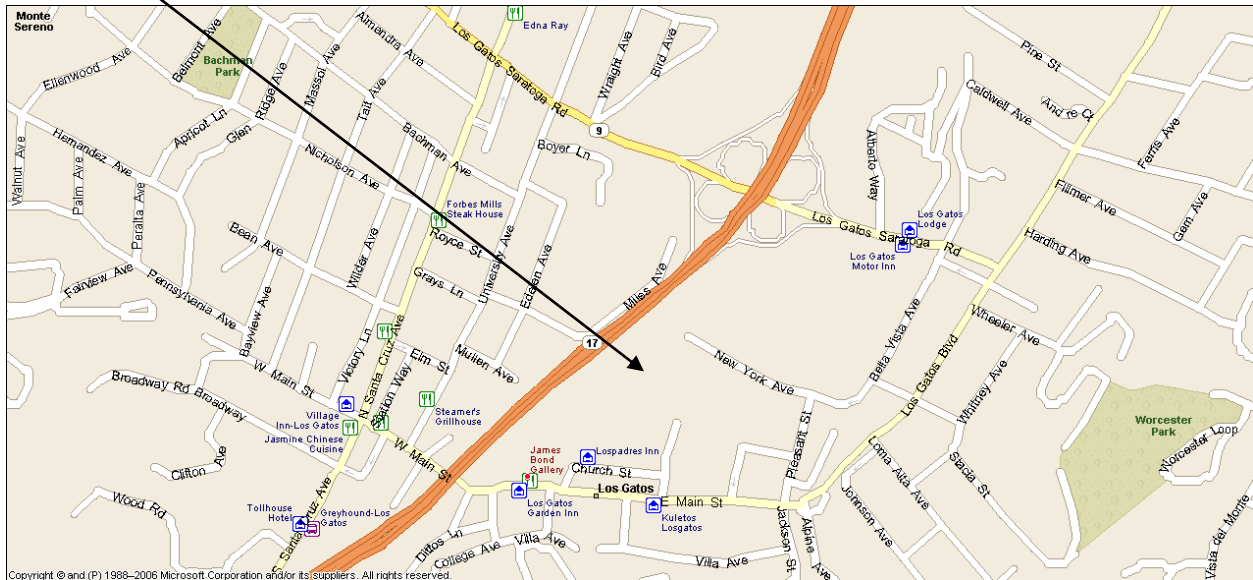 Monte
Sereno
Edna Ray
Ellenwood Ave
Belmont Ave
Bachman
Park
Ridge Ave
Glen
Massol Ave
Almendra Ave
Tait Ave
Los Gatos Saratoga Rd
Wraight Ave
Bird Ave
9
Pine St
Caldwell Ave
Andre Ct
Ferris Ave
Apricot Ln
Hernandez Ave
Nicholson Ave
Bachman Ave
Boyer Ln
Alberto Way
Walnut Ave
Palm Ave
Peralta Ave
Fillmer Ave
Gem Ave
Forbes Mills
Steak House
Royce St
Los Gatos
Lodge
Los Gatos Saratoga Rd
Los Gatos
Motor Inn
Harding Ave
Bean Ave
Wilder Ave
University Ave
Edelen Ave
Grays Ln
Miles Ave
Fairview Ave
Pennsylvania Ave
Bayview Ave
Victory Ln
N Santa Cruz Ave
17
Bella Vista Ave
Wheeler Ave
Elm St
Mullen Ave
New York Ave
Los Gatos Blvd
Whitney Ave
W Main St
Broadway Rd
Broadway
Station Way
Village
Inn-Los Gatos
Jasmine Chinese
Cuisine
Steamer's
Grillhouse
Pleasant St
Worcester
Park
Worcester Loop
W Main St
James
Bond
Gallery
Lospadres Inn
Church St
Loma Alta Ave
Stacia St
Clifton Ave
Los Gatos
Los Gatos
Garden Inn
E Main St
Kuletos
Losgatos
Johnson Ave
Wood Rd
Tollhouse
Hotel
Greyhound-Los
Gatos
S Santa Cruz Ave
Dittos Ln
College Ave
Villa Ave
Villa Ave
Jackson St
Alpine Ave
Vista del Monte
Copyright © and (P) 1988–2006 Microsoft Corporation and/or its suppliers. All rights reserved.